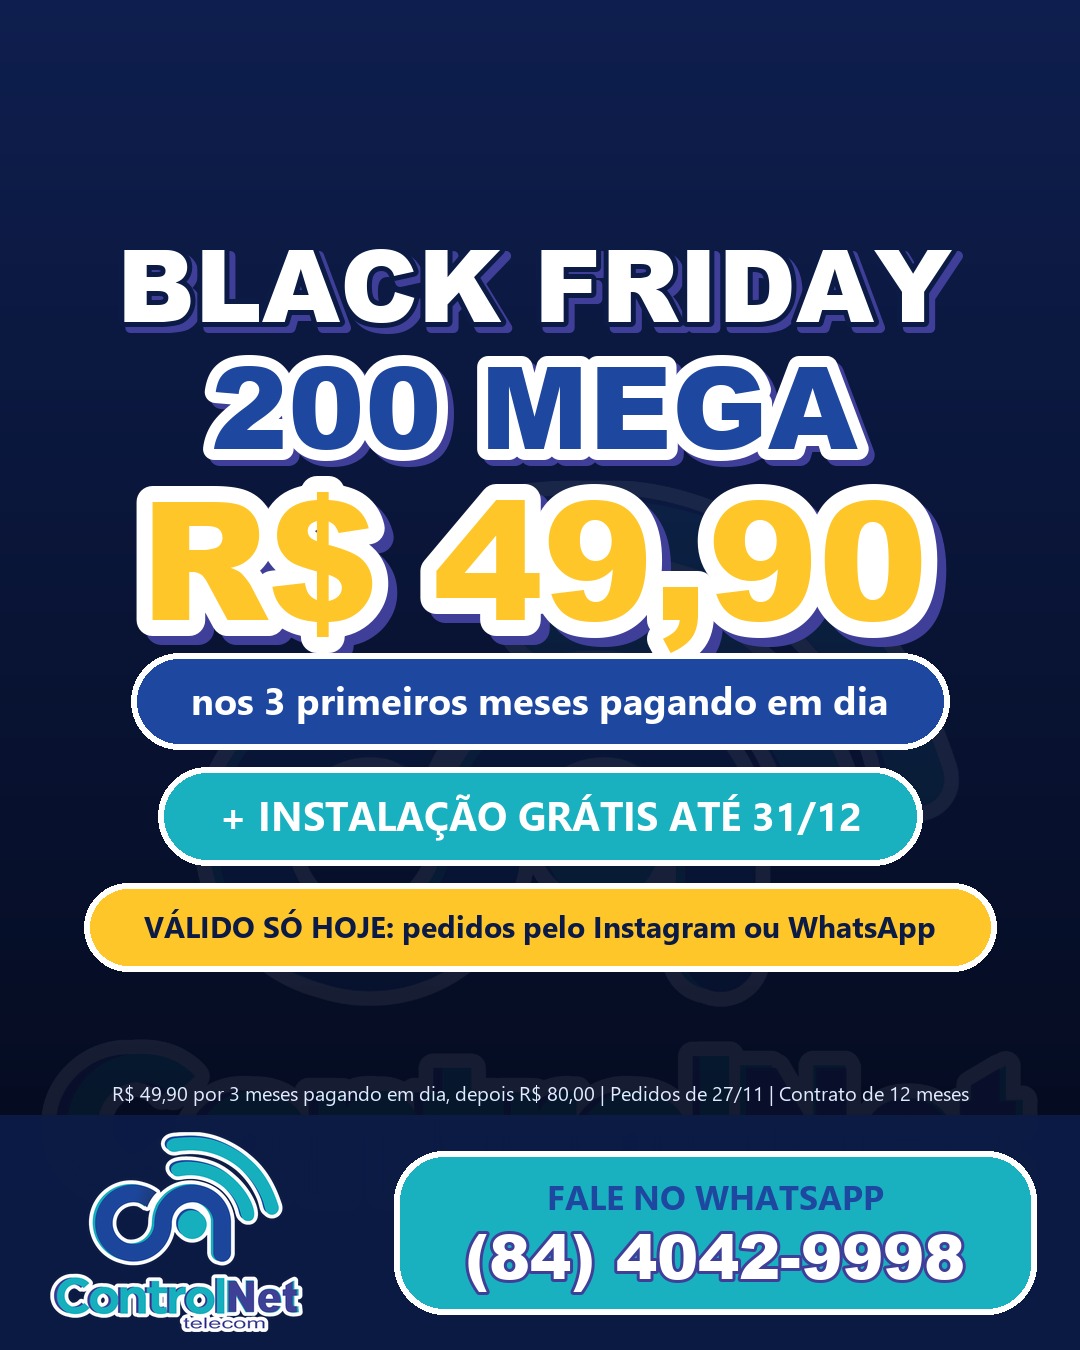 BLACK FRIDAY
200 MEGA
R$ 49,90
nos 3 primeiros meses pagando em dia
+ INSTALAÇÃO GRÁTIS ATÉ 31/12
VÁLIDO SÓ HOJE: pedidos pelo Instagram ou WhatsApp
R$ 49,90 por 3 meses pagando em dia, depois R$ 80,00 | Pedidos de 27/11 | Contrato de 12 meses
ControlNet
telecom
FALE NO WHATSAPP
(84) 4042-9998